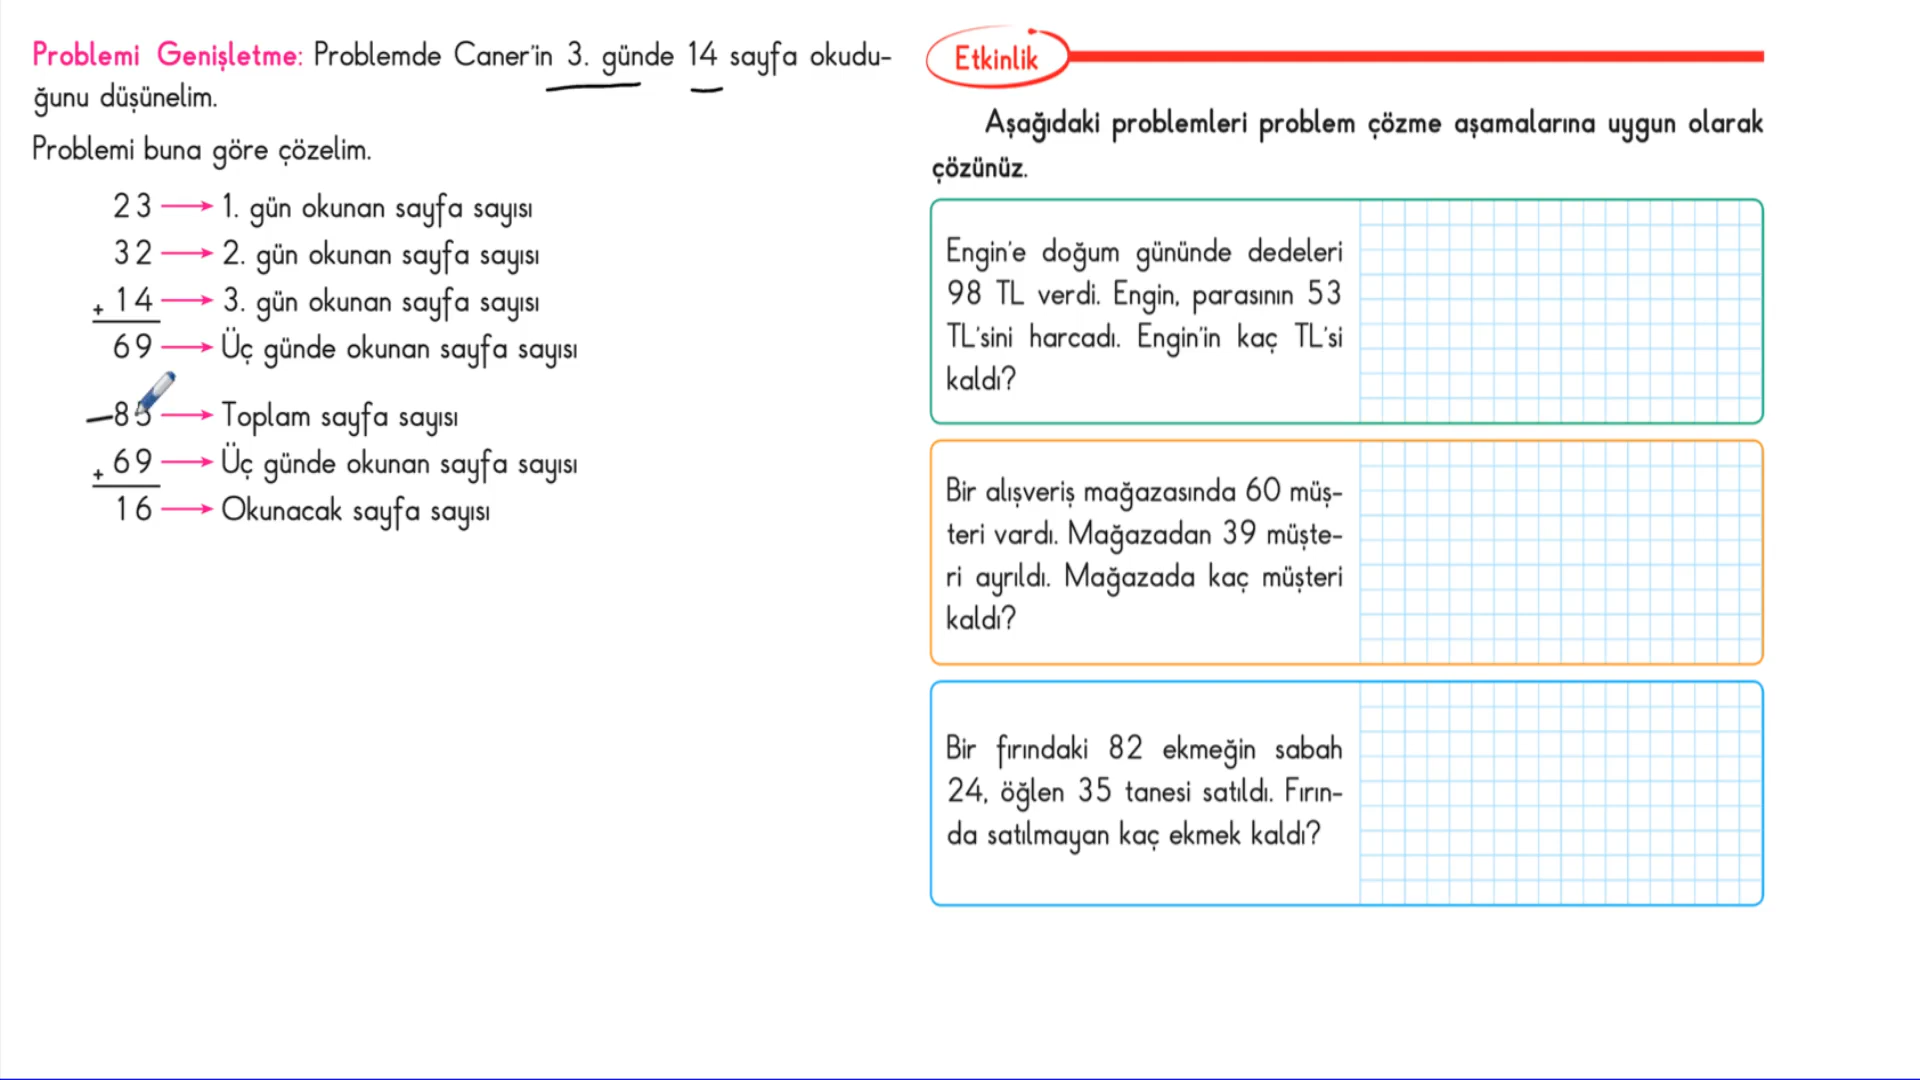 Problemi Genişletme: Problemde Caner'in 3. günde 14 sayfa okudu-
ğunu düşünelim.
Problemi buna göre çözelim.
23 → 1. gün okunan sayfa sayısı
32 → 2. gün okunan sayfa sayısı
+ 14 → 3. gün okunan sayfa sayısı
69 → Üç günde okunan sayfa sayısı
– 85 → Toplam sayfa sayısı
+ 69 → Üç günde okunan sayfa sayısı
16 → Okunacak sayfa sayısı
Etkinlik
Aşağıdaki problemleri problem çözme aşamalarına uygun olarak
çözünüz.
Engin'e doğum gününde dedeleri
98 TL verdi. Engin, parasının 53
TL'sini harcadı. Engin'in kaç TL'si
kaldı?
Bir alışveriş mağazasında 60 müş-
teri vardı. Mağazadan 39 müşte-
ri ayrıldı. Mağazada kaç müşteri
kaldı?
Bir fırındaki 82 ekmeğin sabah
24, öğlen 35 tanesi satıldı. Fırın-
da satılmayan kaç ekmek kaldı?